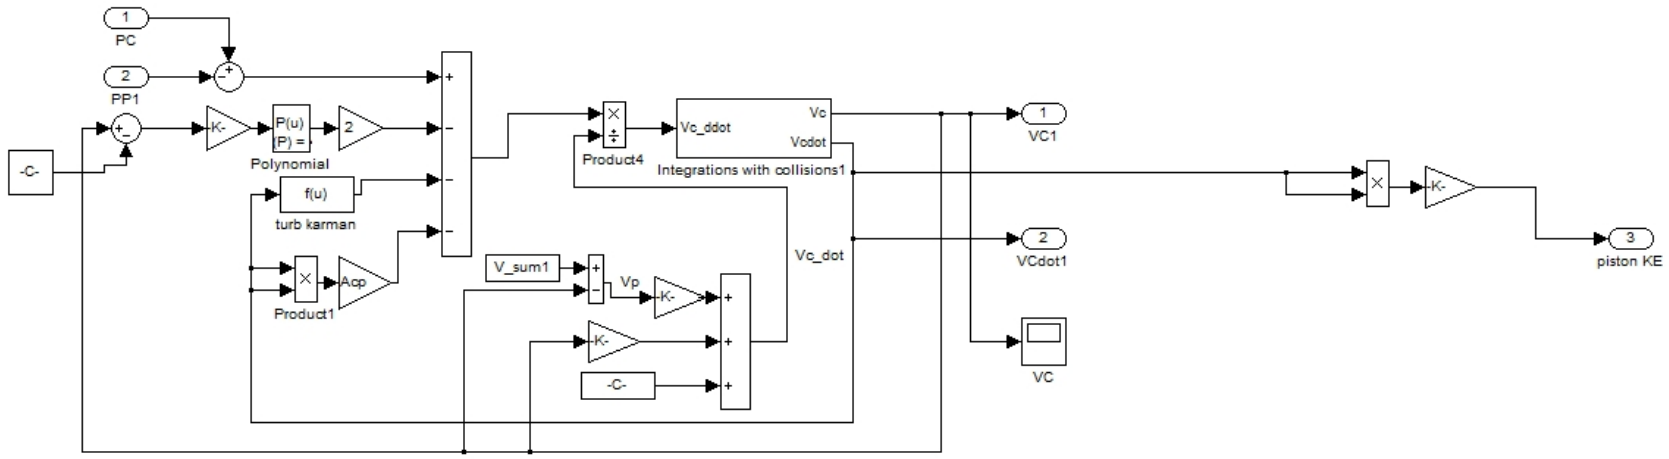 1
PC
2
PP1
+
−
+
−
-C-
-K-
P(u)
(P) =
Polynomial
2
f(u)
turb karman
×
Product1
Acp
+
−
−
−
×
÷
Product4
Vc_ddot
Vc
Vcdot
Integrations with collisions1
V_sum1
+
−
Vp
-K-
-K-
-C-
+
+
+
Vc_dot
1
VC1
2
VCdot1
VC
×
-K-
3
piston KE